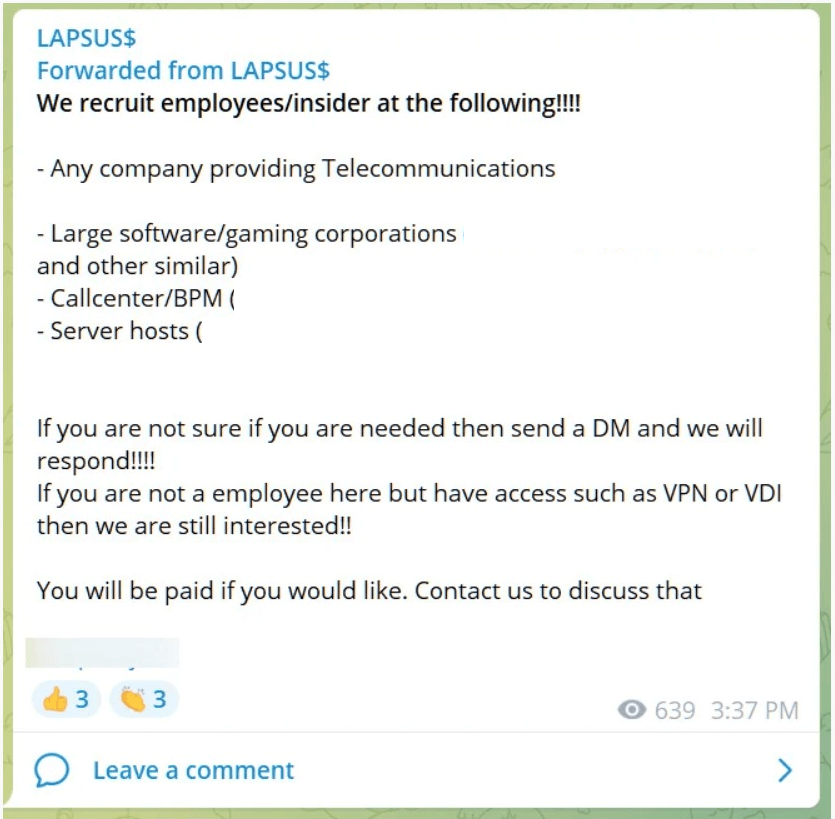 LAPSUS$
Forwarded from LAPSUS$
We recruit employees/insider at the following!!!!
- Any company providing Telecommunications
- Large software/gaming corporations
and other similar)
- Callcenter/BPM (
- Server hosts (
If you are not sure if you are needed then send a DM and we will
respond!!!!
If you are not a employee here but have access such as VPN or VDI
then we are still interested!!
You will be paid if you would like. Contact us to discuss that
👍 3 👏 3
639 3:37 PM
Leave a comment